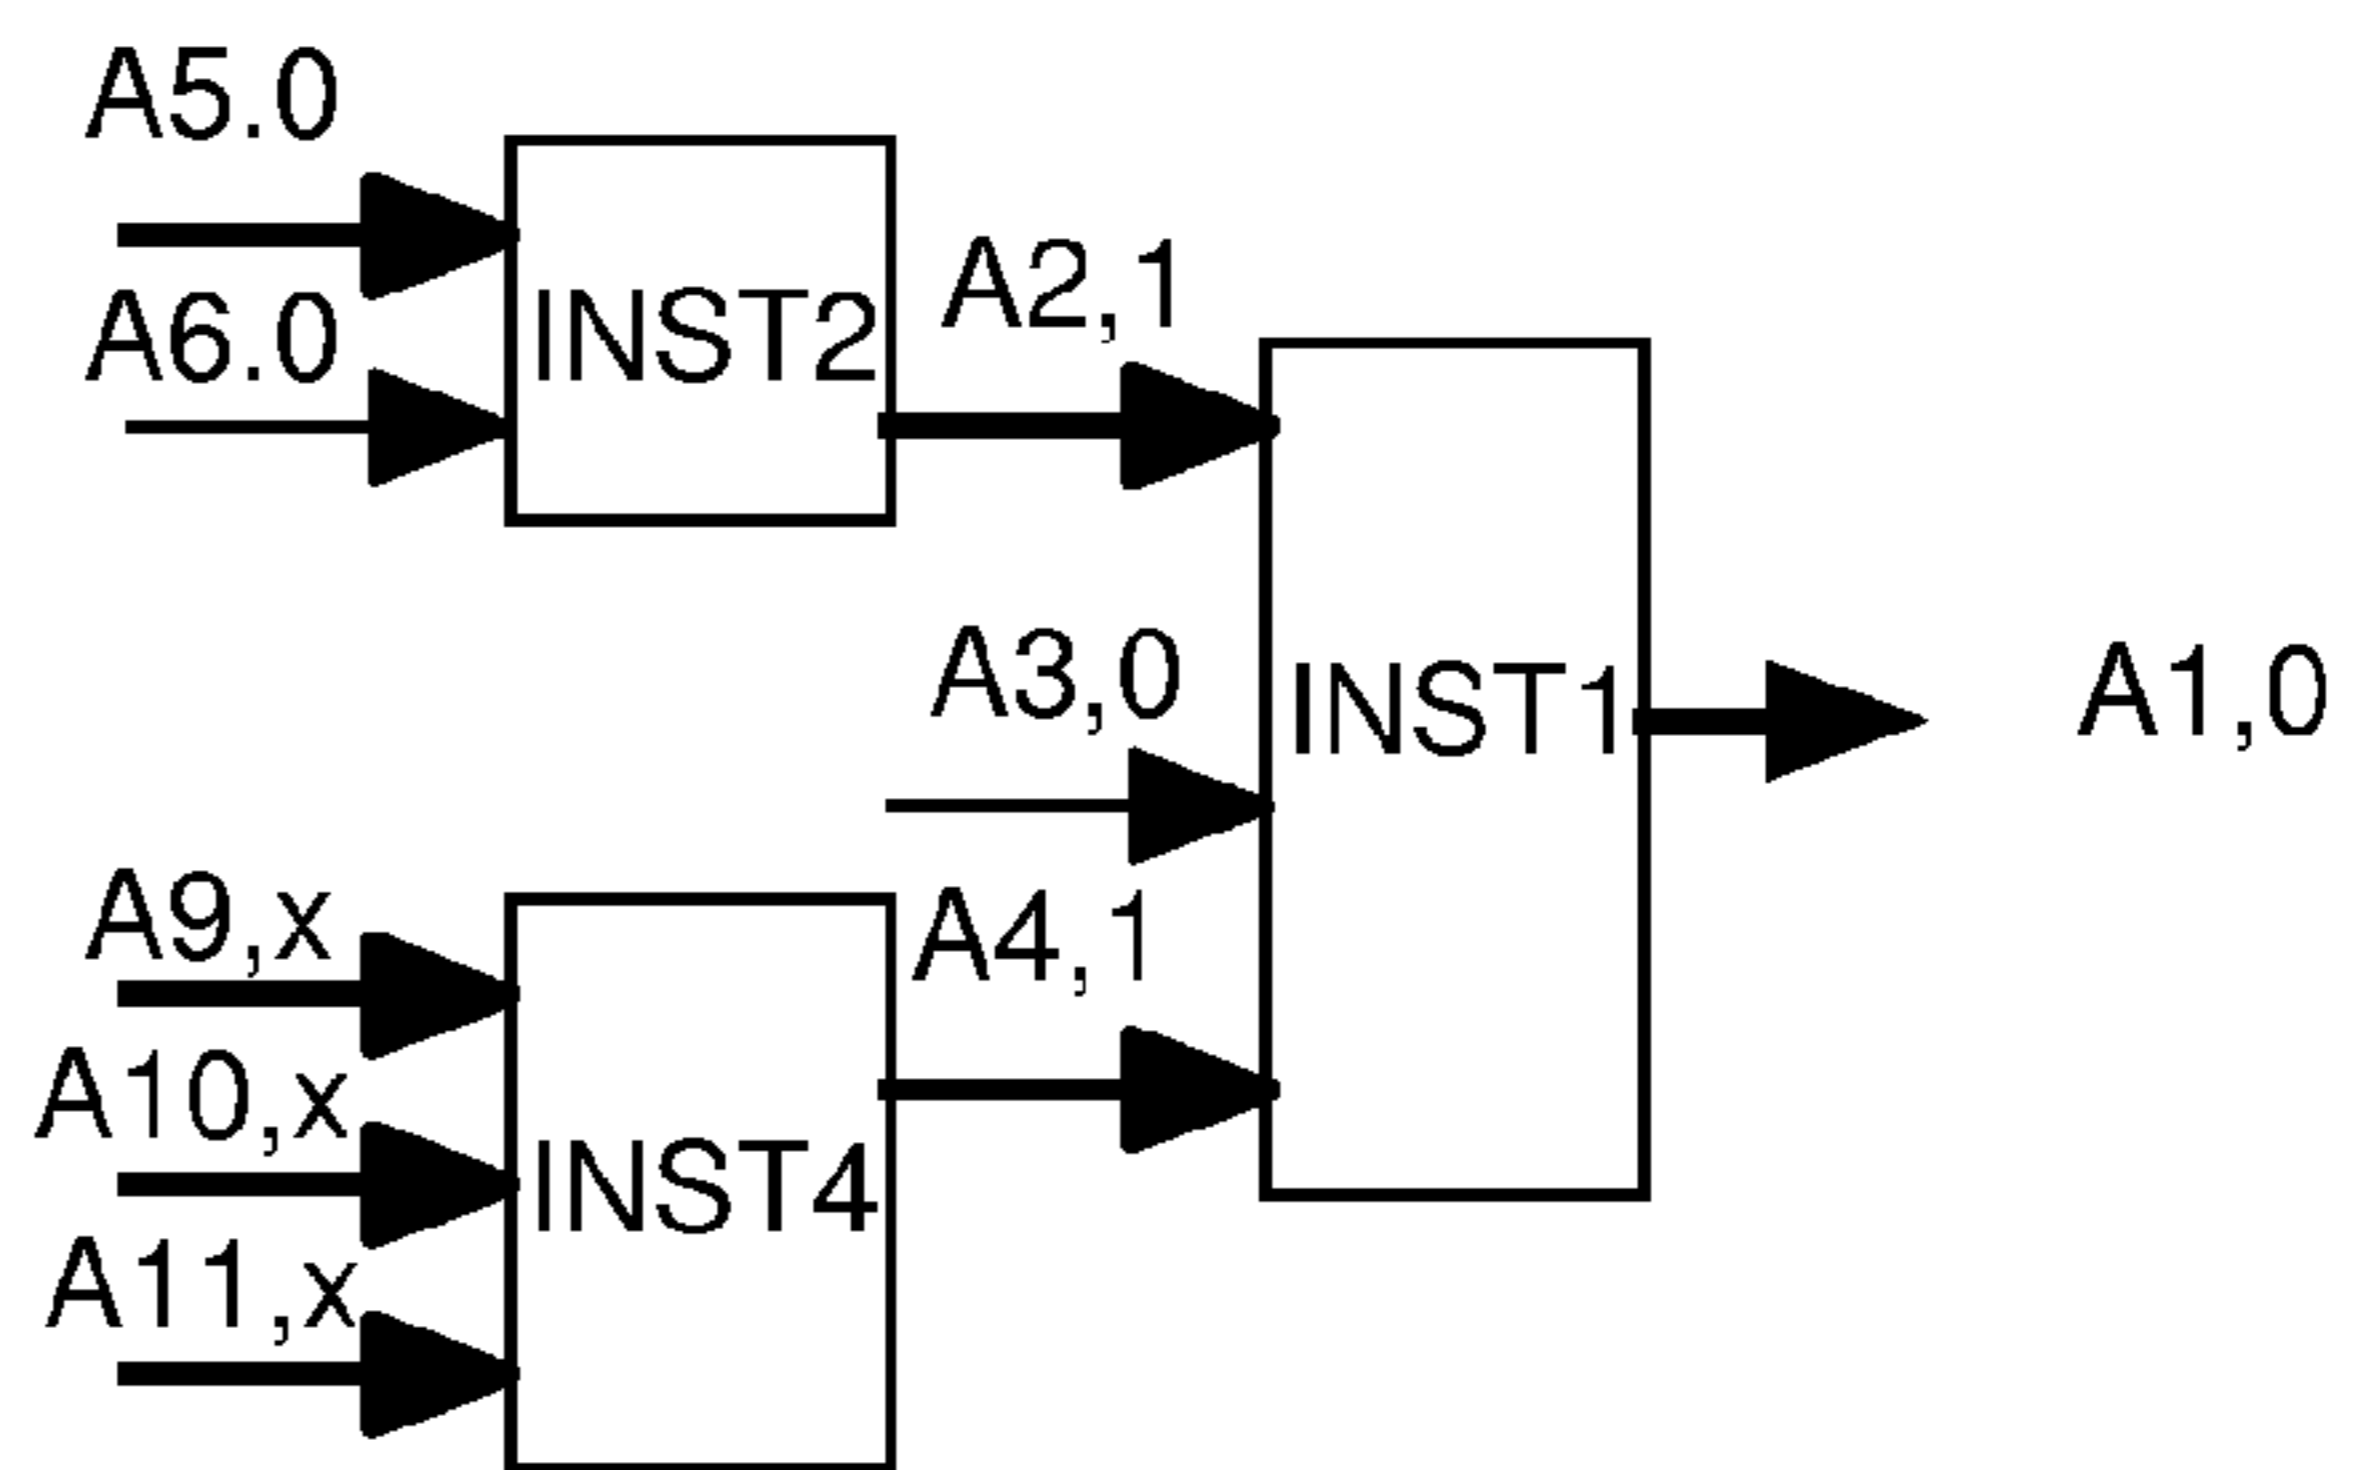 A5.0
A6.0
INST2
A2,1
A3,0
INST1
A1,0
A9,x
A4,1
A10,x
INST4
A11,x